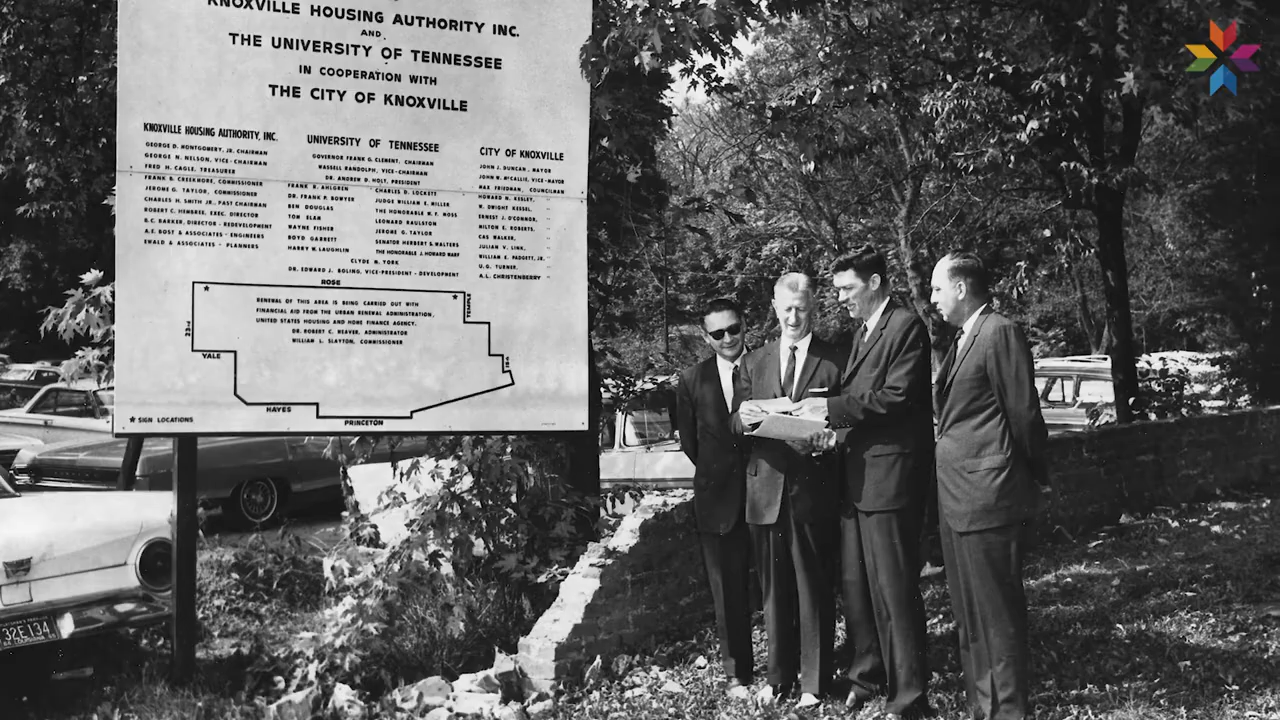 KNOXVILLE HOUSING AUTHORITY INC.
AND
THE UNIVERSITY OF TENNESSEE
IN COOPERATION WITH
THE CITY OF KNOXVILLE
KNOXVILLE HOUSING AUTHORITY, INC.
GEORGE D. MONTGOMERY, JR. CHAIRMAN
GEORGE N. NELSON, VICE-CHAIRMAN
FRED H. CAGLE, TREASURER
FRANK B. CREEKMORE, COMMISSIONER
JEROME G. TAYLOR, COMMISSIONER
CHARLES H. SMITH JR., PAST CHAIRMAN
ROBERT C. HEMBREE, EXEC. DIRECTOR
B.C. BARKER, DIRECTOR - REDEVELOPMENT
A.E. BOST & ASSOCIATES - ENGINEERS
EWALD & ASSOCIATES - PLANNERS
UNIVERSITY OF TENNESSEE
GOVERNOR FRANK G. CLEMENT, CHAIRMAN
WASSELL RANDOLPH, VICE-CHAIRMAN
DR. ANDREW D. HOLT, PRESIDENT
FRANK R. AHLGREN
DR. FRANK P. BOWYER
BEN DOUGLAS
TOM ELAM
WAYNE FISHER
BOYD GARRETT
HARRY W. LAUGHLIN
CHARLES D. LOCKETT
JUDGE WILLIAM E. MILLER
THE HONORABLE W.F. MOSS
LEONARD RAULSTON
JEROME G. TAYLOR
SENATOR HERBERT S. WALTERS
THE HONORABLE J. HOWARD WARF
CLYDE M. YORK
DR. EDWARD J. BOLING, VICE-PRESIDENT - DEVELOPMENT
CITY OF KNOXVILLE
JOHN J. DUNCAN, MAYOR
JOHN W. McCALLIE, VICE-MAYOR
MAX FRIEDMAN, COUNCILMAN
HOWARD N. KESLEY, "
W. DWIGHT KESSEL, "
ERNEST J. O'CONNOR, "
MILTON E. ROBERTS, "
CAS WALKER, "
JULIAN V. LINK, "
WILLIAM E. PADGETT, JR. "
U.G. TURNER, "
A.L. CHRISTENBERRY "
ROSE
TEMPLE
23rd
RENEWAL OF THIS AREA IS BEING CARRIED OUT WITH
FINANCIAL AID FROM THE URBAN RENEWAL ADMINISTRATION,
UNITED STATES HOUSING AND HOME FINANCE AGENCY.
DR. ROBERT C. WEAVER, ADMINISTRATOR
WILLIAM L. SLAYTON, COMMISSIONER
YALE
HAYES
PRINCETON
★ SIGN LOCATIONS
32E134